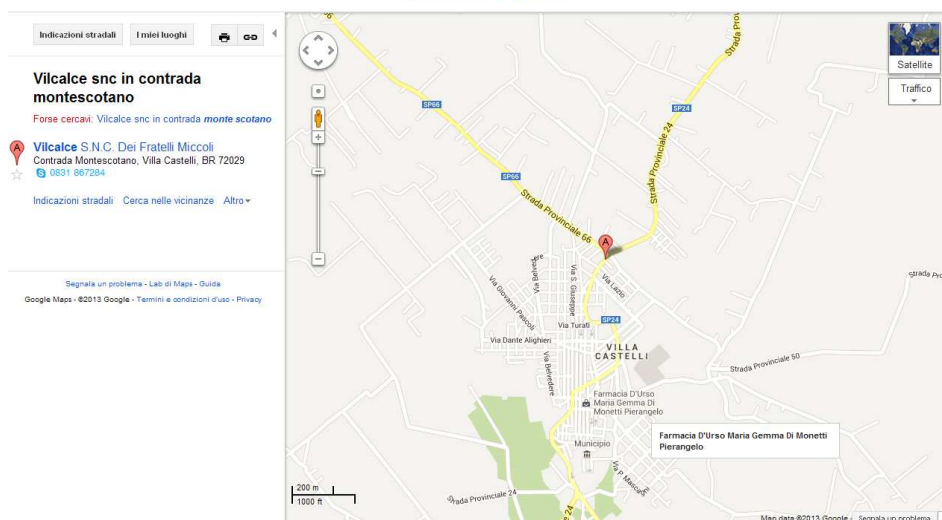 Indicazioni stradali
I miei luoghi
Vilcalce snc in contrada
montescotano
Forse cercavi: Vilcalce snc in contrada monte scotano
A
Vilcalce S.N.C. Dei Fratelli Miccoli
Contrada Montescotano, Villa Castelli, BR 72029
0831 867284
Indicazioni stradali Cerca nelle vicinanze Altro
Segnala un problema - Lab di Maps - Guida
Google Maps - ©2013 Google - Termini e condizioni d'uso - Privacy
Satellite
Traffico
66
Strada Prov
SP66
SP24
Strada Provinciale 24
SP66
Strada Provinciale 66
A
Via Lazio
Via Belvedere
Via S. Giuseppe
Via Giovanni Pascoli
Via Turati
SP24
Via Dante Alighieri
VILLA
CASTELLI
Via Belvedere
Strada Provinciale 50
Farmacia D'Urso
Maria Gemma Di
Monetti Pierangelo
Farmacia D'Urso Maria Gemma Di Monetti
Pierangelo
Municipio
200 m
1000 ft
Strada Provinciale 24
24
Map data ©2013 Google
Segnala un problema